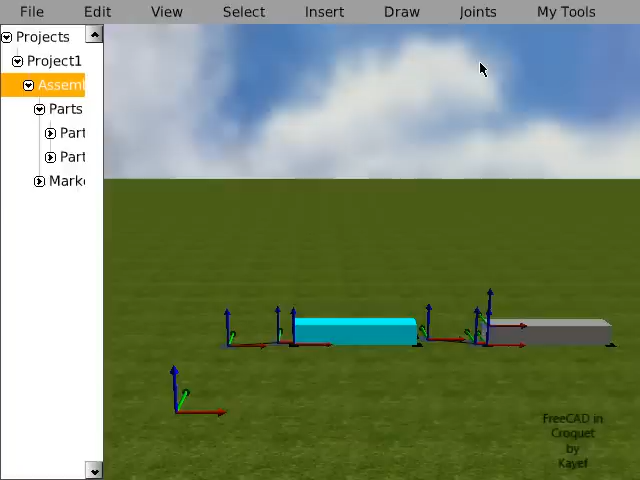 File Edit View Select Insert Draw Joints My Tools
Projects
Project1
Assem
Parts
Part
Part
Mark
FreeCAD in
Croquet
by
Kayef